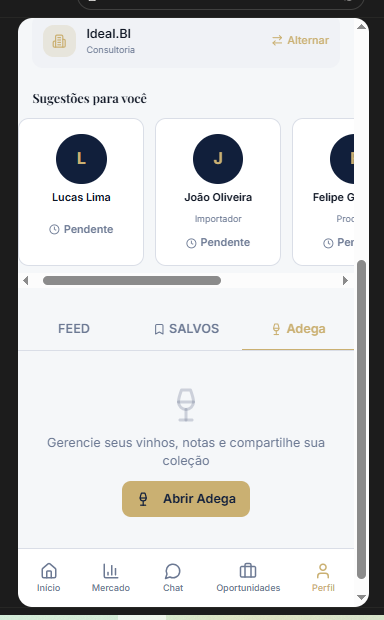 Ideal.BI
Consultoria
Alternar
Sugestões para você
L
Lucas Lima
Pendente
J
João Oliveira
Importador
Pendente
Felipe G
Pendente
FEED
SALVOS
Adega
Gerencie seus vinhos, notas e compartilhe sua
coleção
Abrir Adega
Início
Mercado
Chat
Oportunidades
Perfil